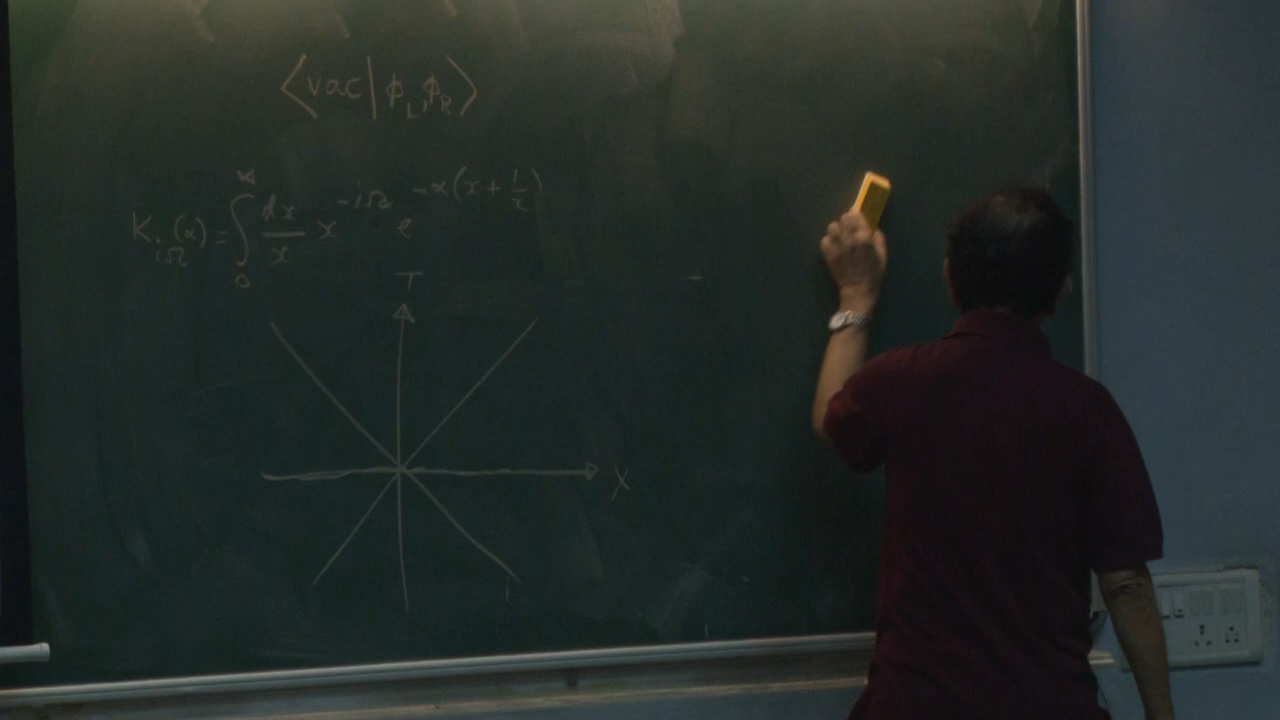 ⟨vac|ϕ_L, ϕ_R⟩
K_{iΩ}(x) = ∫_0^∞ dx/x x^{-iΩ} e^{-x(x + 1/x)}
T
X